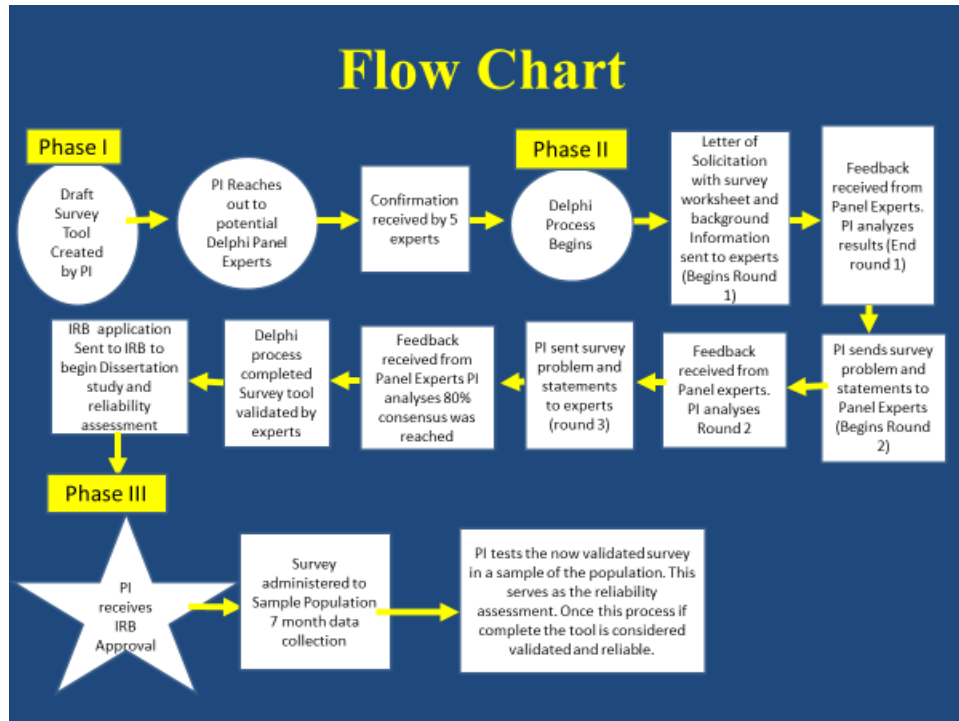 Flow Chart
Phase I
Draft
Survey
Tool
Created
by PI
PI Reaches
out to
potential
Delphi Panel
Experts
Confirmation
received by 5
experts
Phase II
Delphi
Process
Begins
Letter of
Solicitation
with survey
worksheet and
background
Information
sent to experts
(Begins Round
1)
Feedback
received from
Panel Experts.
PI analyzes
results (End
round 1)
PI sends survey
problem and
statements to
Panel Experts
(Begins Round
2)
Feedback
received from
Panel experts.
PI analyses
Round 2
PI sent survey
problem and
statements
to experts
(round 3)
Feedback
received from
Panel Experts PI
analyses 80%
consensus was
reached
Delphi
process
completed
Survey tool
validated by
experts
IRB application
Sent to IRB to
begin Dissertation
study and
reliability
assessment
Phase III
PI
receives
IRB
Approval
Survey
administered to
Sample Population
7 month data
collection
PI tests the now validated survey
in a sample of the population. This
serves as the reliability
assessment. Once this process if
complete the tool is considered
validated and reliable.